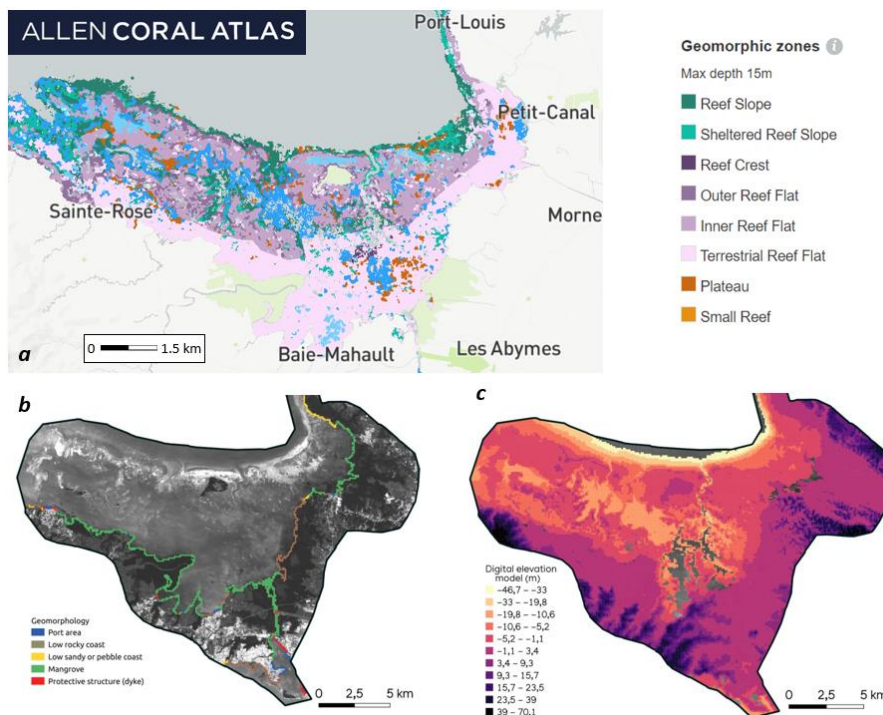 ALLEN CORAL ATLAS
Port-Louis
Petit-Canal
Morne
Sainte-Rose
Baie-Mahault
Les Abymes
0 1.5 km
a
Geomorphic zones i
Max depth 15m
Reef Slope
Sheltered Reef Slope
Reef Crest
Outer Reef Flat
Inner Reef Flat
Terrestrial Reef Flat
Plateau
Small Reef
b
Geomorphology
Port area
Low rocky coast
Low sandy or pebble coast
Mangrove
Protective structure (dyke)
0 2,5 5 km
c
Digital elevation
model (m)
-46,7 – -33
-33 – -19,8
-19,8 – -10,6
-10,6 – -5,2
-5,2 – -1,1
-1,1 – 3,4
3,4 – 9,3
9,3 – 15,7
15,7 – 23,5
23,5 – 39
39 – 70,1
0 2,5 5 km